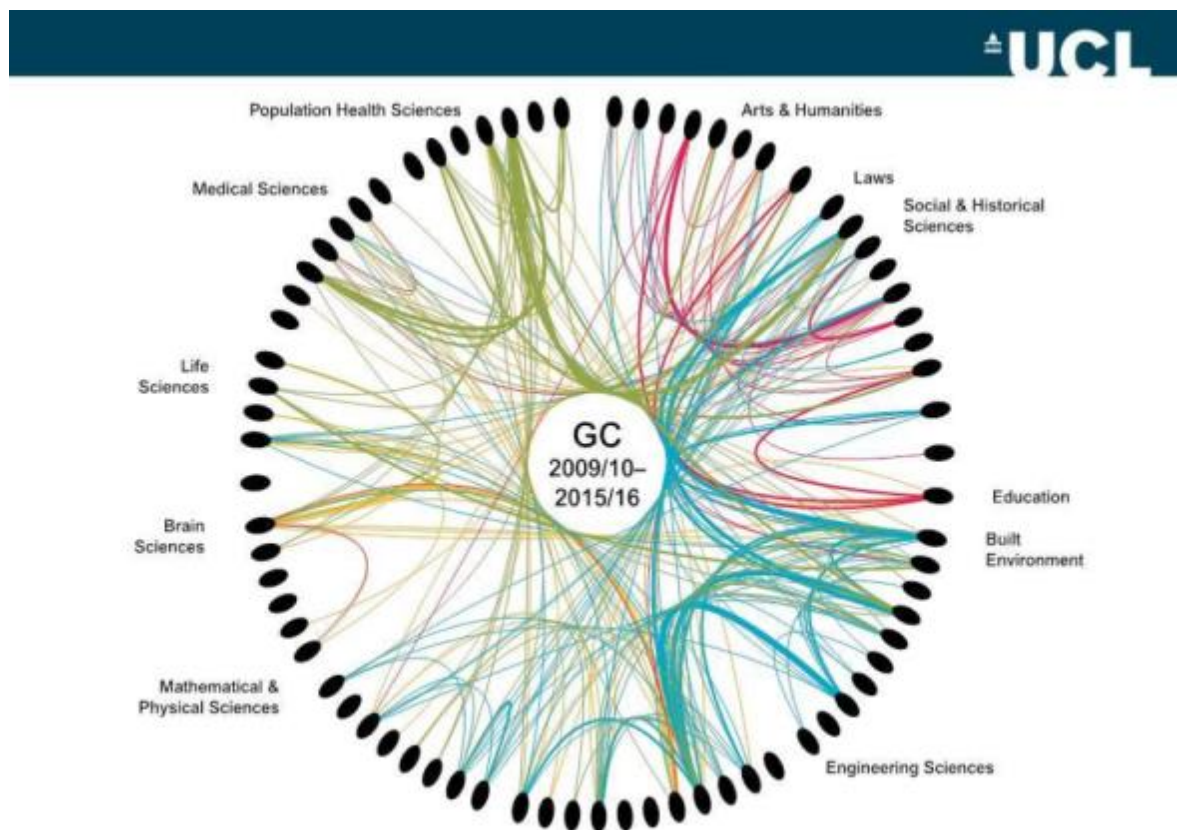 UCL
Population Health Sciences
Arts & Humanities
Medical Sciences
Laws
Social & Historical
Sciences
Life
Sciences
GC
2009/10–
2015/16
Education
Brain
Sciences
Built
Environment
Mathematical &
Physical Sciences
Engineering Sciences